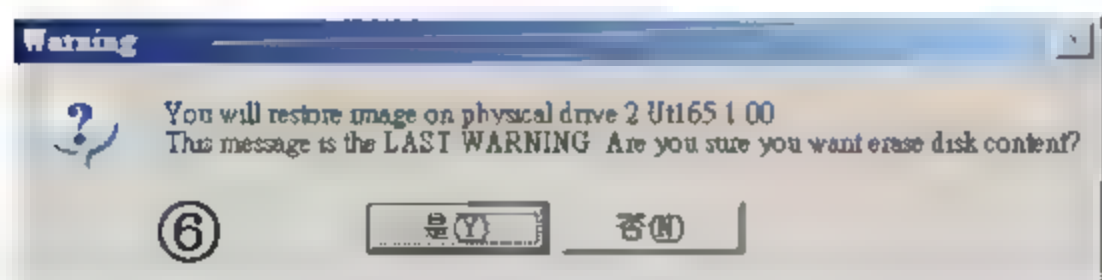 Warning
You will restore image on physical drive 2 Ut165 1.00
This message is the LAST WARNING Are you sure you want erase disk content?
⑥ 是(Y) 否(N)